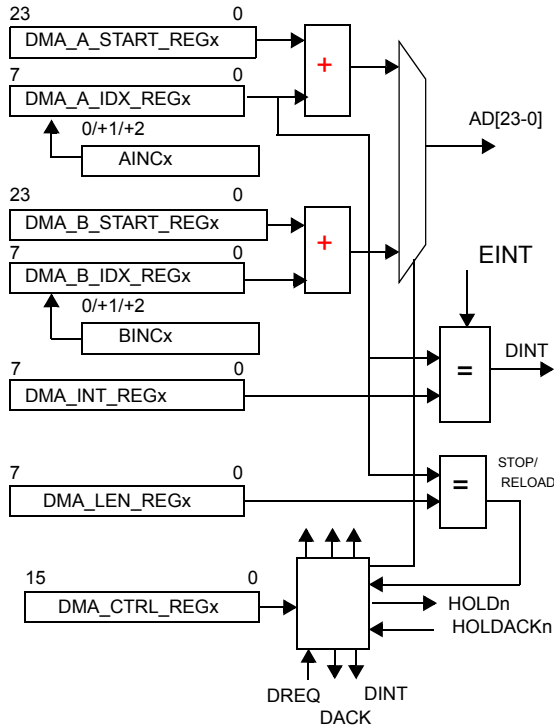 23 0
DMA_A_START_REGx
+
7 0
DMA_A_IDX_REGx
0/+1/+2
AINCx
AD[23-0]
23 0
DMA_B_START_REGx
+
7 0
DMA_B_IDX_REGx
0/+1/+2
BINCx
EINT
7 0
DMA_INT_REGx
=
DINT
7 0
DMA_LEN_REGx
=
STOP/
RELOAD
15 0
DMA_CTRL_REGx
HOLDn
HOLDACKn
DREQ
DINT
DACK